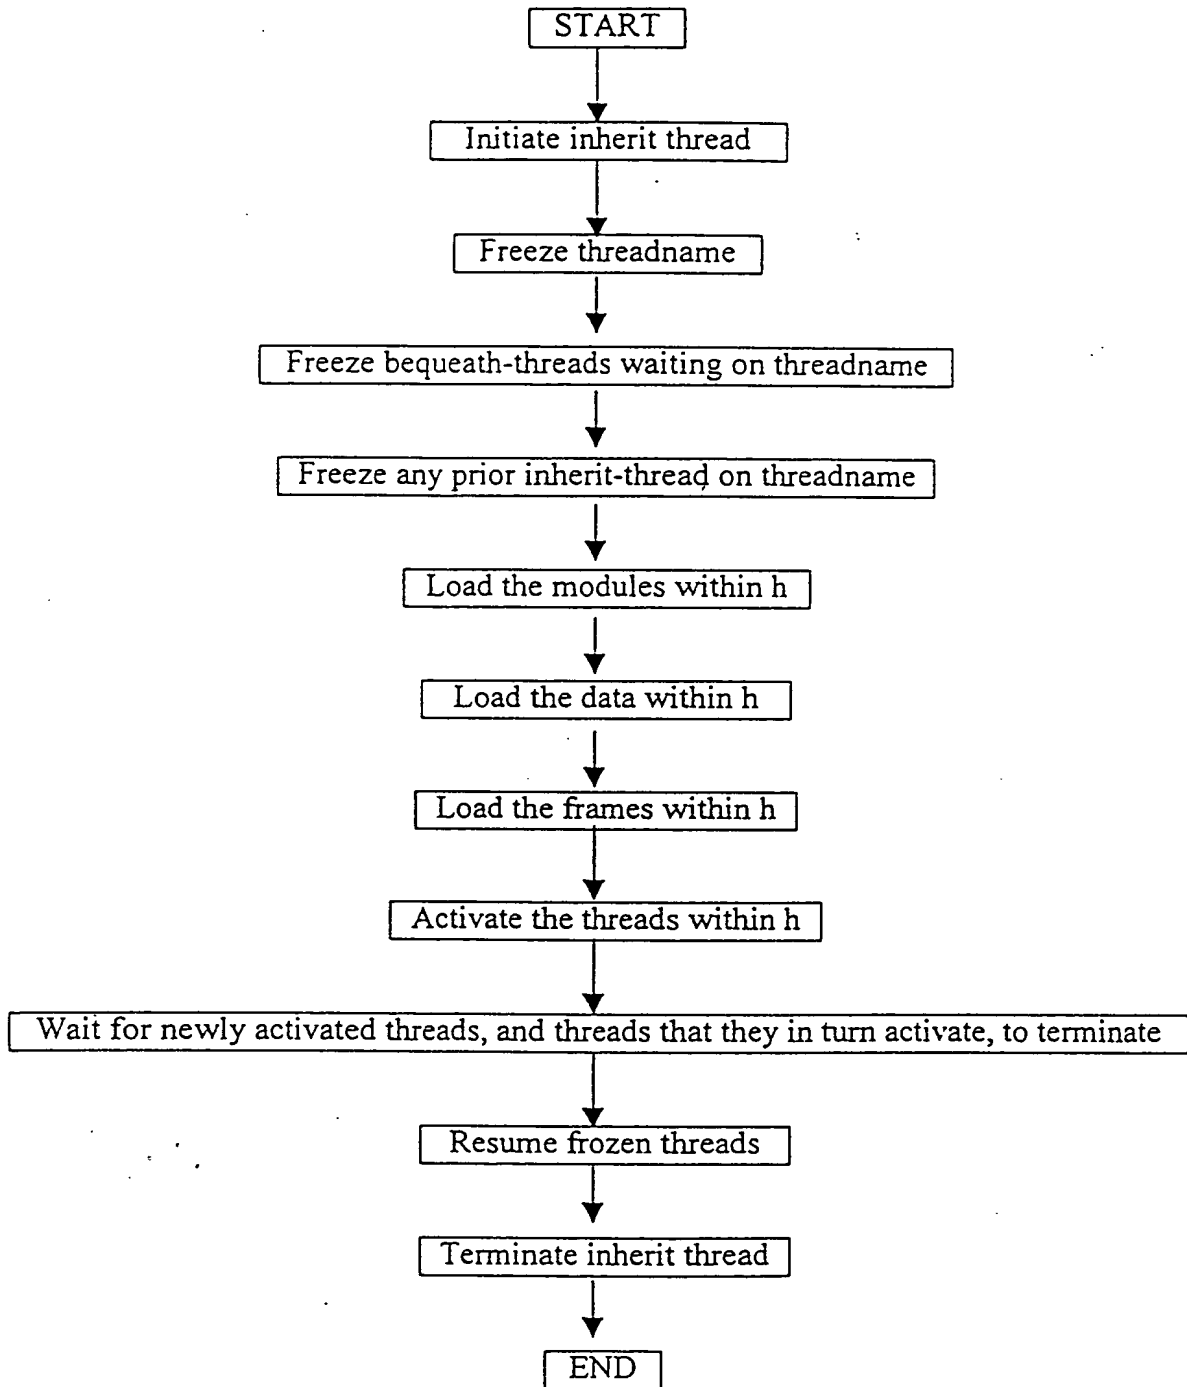 START
Initiate inherit thread
Freeze threadname
Freeze bequeath-threads waiting on threadname
Freeze any prior inherit-thread on threadname
Load the modules within h
Load the data within h
Load the frames within h
Activate the threads within h
Wait for newly activated threads, and threads that they in turn activate, to terminate
Resume frozen threads
Terminate inherit thread
END